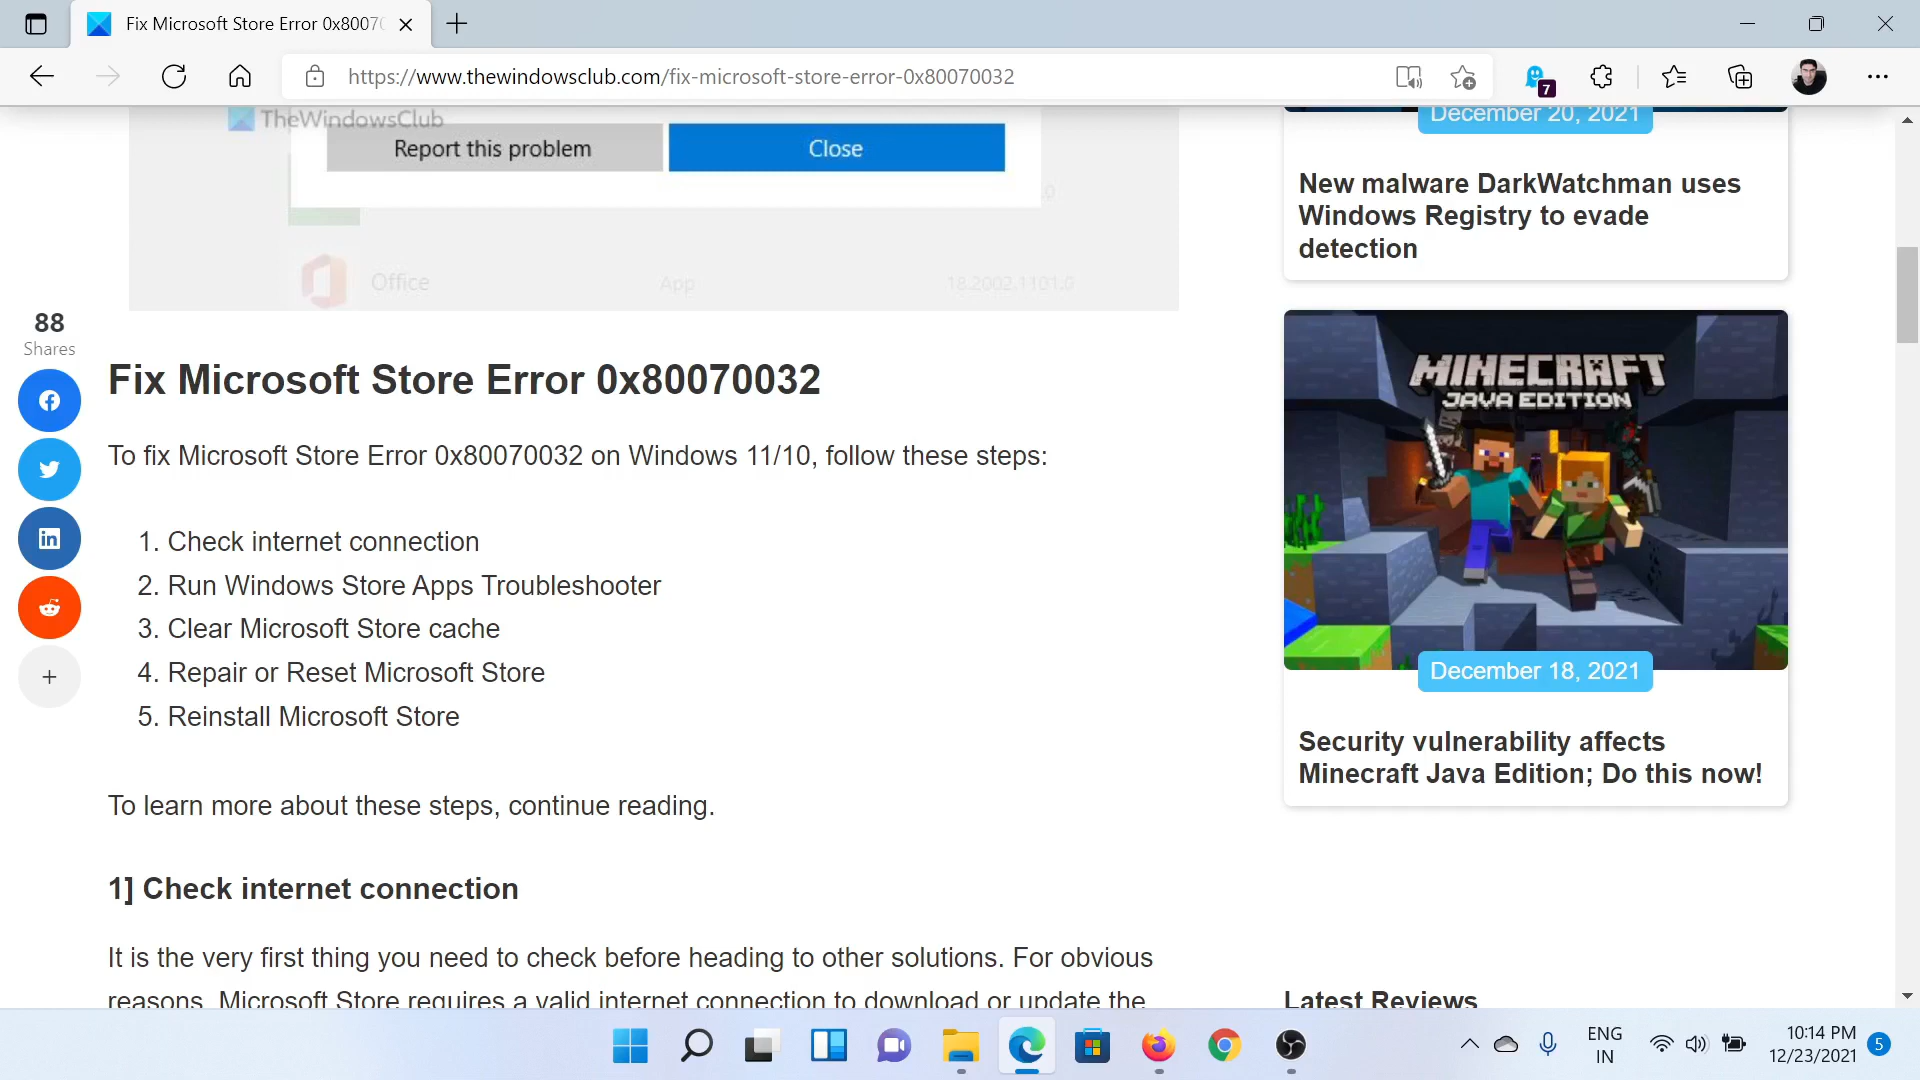 Fix Microsoft Store Error 0x8007
https://www.thewindowsclub.com/fix-microsoft-store-error-0x80070032
7
TheWindowsClub
Report this problem
Close
Office
App
18.2002.1101.0
88
Shares
Fix Microsoft Store Error 0x80070032
To fix Microsoft Store Error 0x80070032 on Windows 11/10, follow these steps:
1. Check internet connection
2. Run Windows Store Apps Troubleshooter
3. Clear Microsoft Store cache
4. Repair or Reset Microsoft Store
5. Reinstall Microsoft Store
To learn more about these steps, continue reading.
1] Check internet connection
It is the very first thing you need to check before heading to other solutions. For obvious
reasons, Microsoft Store requires a valid internet connection to download or update the
December 20, 2021
New malware DarkWatchman uses
Windows Registry to evade
detection
MINECRAFT
JAVA EDITION
December 18, 2021
Security vulnerability affects
Minecraft Java Edition; Do this now!
Latest Reviews
ENG
IN
10:14 PM
12/23/2021
5